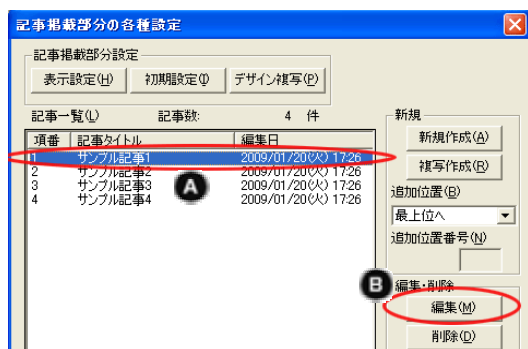 記事掲載部分の各種設定
記事掲載部分設定
表示設定(H) 初期設定(I) デザイン複写(P)
記事一覧(L) 記事数: 4 件
項番 記事タイトル 編集日
1 サンプル記事1 2009/01/20(火) 17:26
2 サンプル記事2 2009/01/20(火) 17:26
3 サンプル記事3 2009/01/20(火) 17:26
4 サンプル記事4 2009/01/20(火) 17:26
A
新規
新規作成(A)
複写作成(R)
追加位置(B)
最上位へ
追加位置番号(N)
B
編集・削除
編集(M)
削除(D)